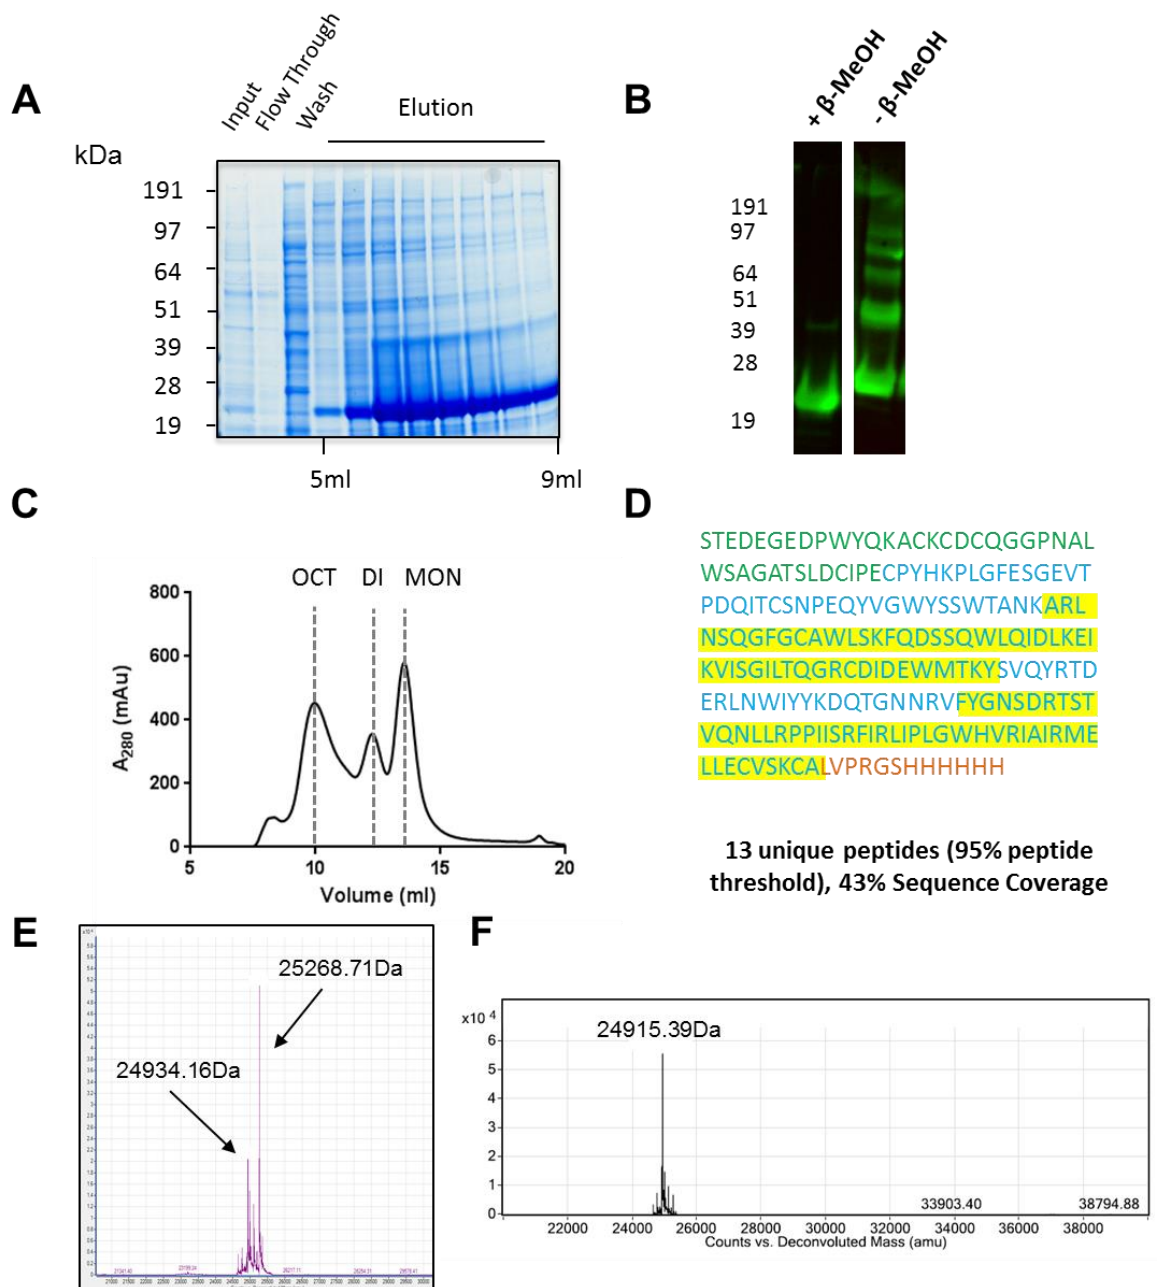 A
Input
Flow Through
Wash
Elution
kDa
191
97
64
51
39
28
19
5ml
9ml
B
+ β-MeOH
- β-MeOH
191
97
64
51
39
28
19
C
OCT DI MON
800
600
400
200
0
A280 (mAu)
5 10 15 20
Volume (ml)
D
STEDEGEDPWYQKACKCDCQGGPNAL
WSAGATSLDCIPECPYHKPLGFESGEVT
PDQITCSNPEQYVGWYSSWTANKARL
NSQGFGCAWLSKFQDSSQWLQIDLKEI
KVISGILTQGRCDIDEWMTKYSVQYRTD
ERLNWIYYKDQTGNNRVFYGNSDRTST
VQNLLRPPIISRFIRLIPLGWHVRIAIRME
LLECVSKCALVPRGSHHHHHH
13 unique peptides (95% peptide
threshold), 43% Sequence Coverage
E
25268.71Da
24934.16Da
F
x10 4
24915.39Da
6
5
4
3
2
1
0
33903.40 38794.88
22000 24000 26000 28000 30000 32000 34000 36000 38000
Counts vs. Deconvoluted Mass (amu)